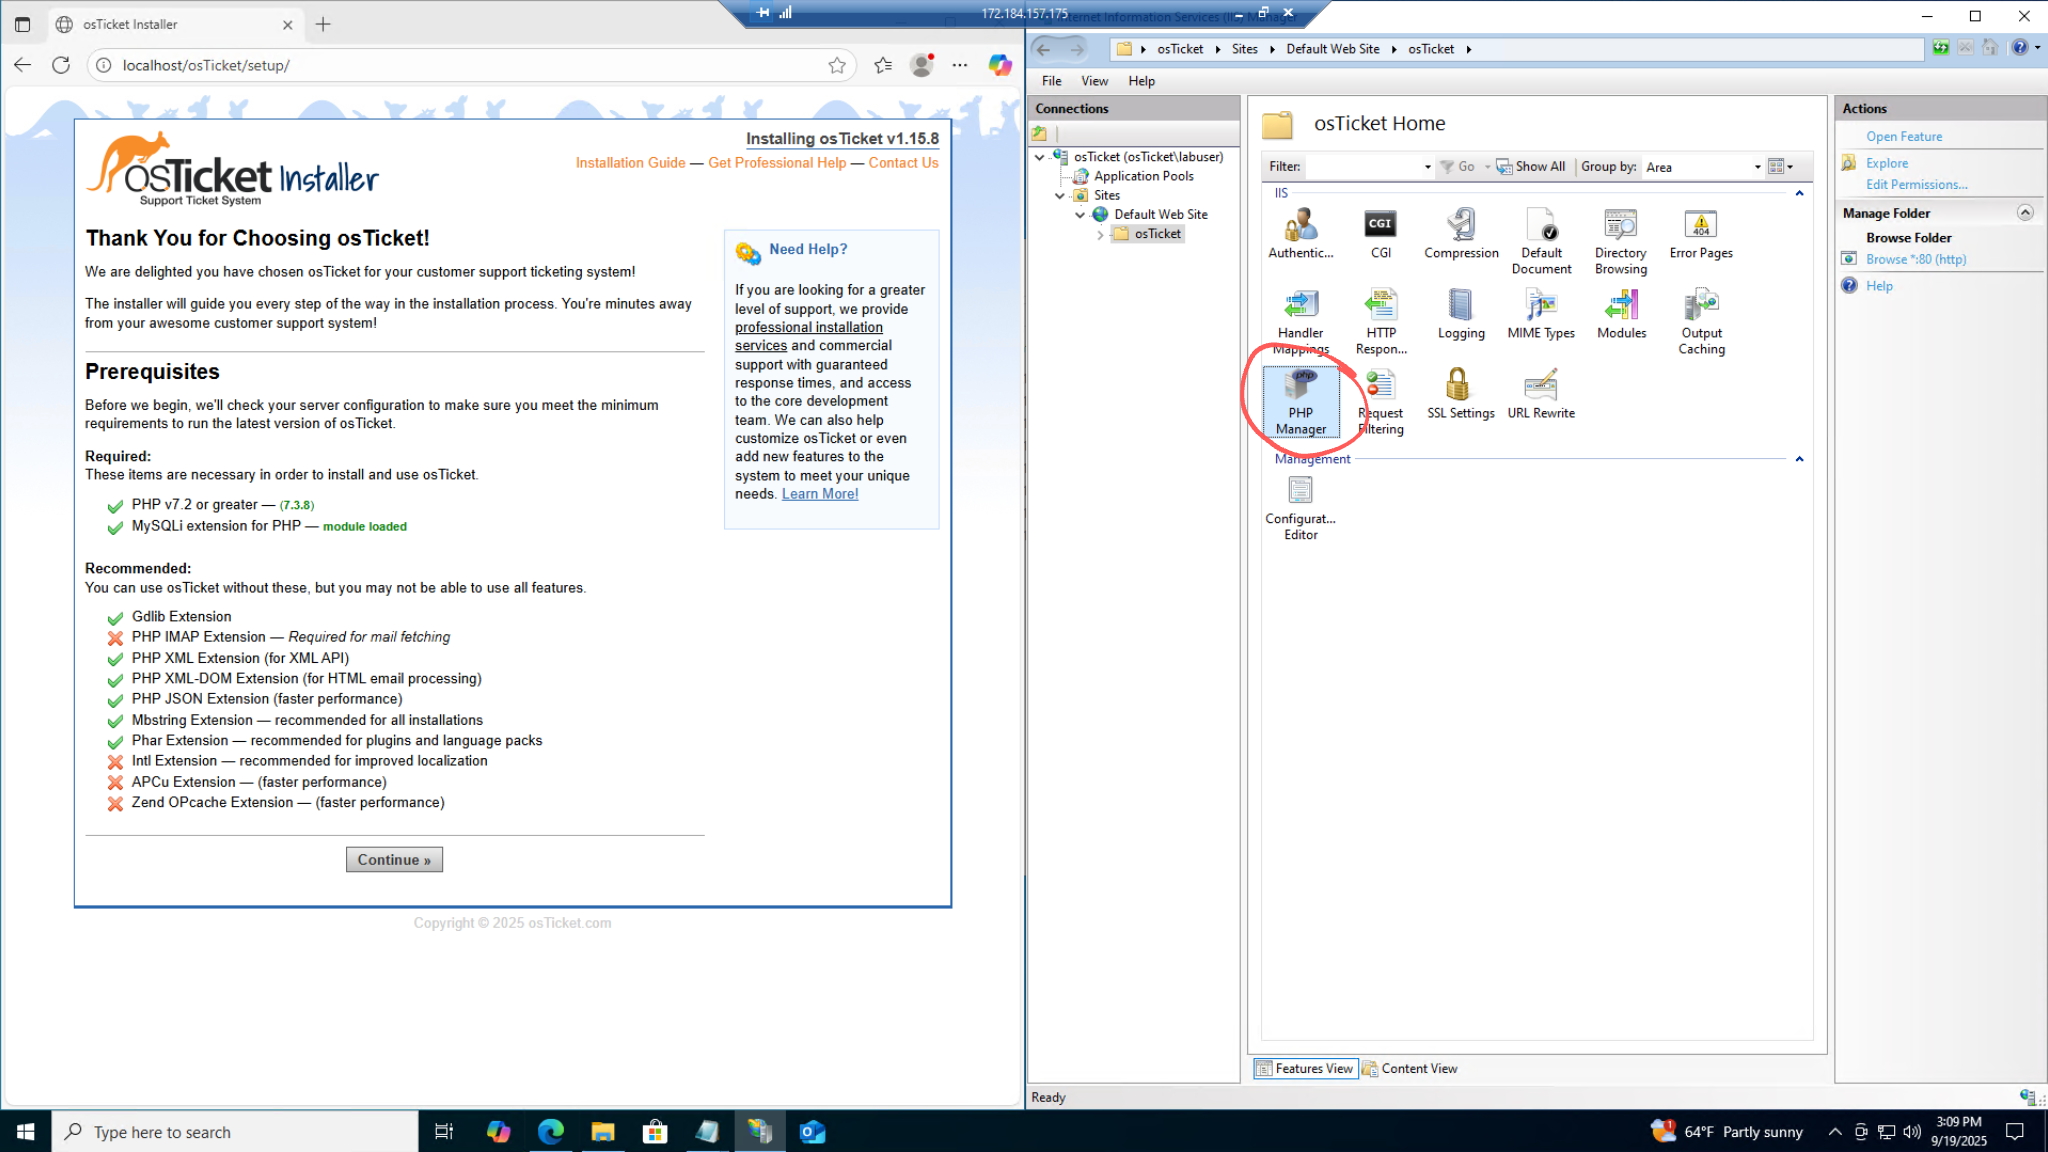 osTicket Installer
172.184.157.175
localhost/osTicket/setup/
osTicket
Installer
Support Ticket System
Installing osTicket v1.15.8
Installation Guide — Get Professional Help — Contact Us
Thank You for Choosing osTicket!
We are delighted you have chosen osTicket for your customer support ticketing system!
The installer will guide you every step of the way in the installation process. You're minutes away
from your awesome customer support system!
Prerequisites
Before we begin, we'll check your server configuration to make sure you meet the minimum
requirements to run the latest version of osTicket.
Required:
These items are necessary in order to install and use osTicket.
PHP v7.2 or greater — (7.3.8)
MySQLi extension for PHP — module loaded
Recommended:
You can use osTicket without these, but you may not be able to use all features.
Gdlib Extension
PHP IMAP Extension — Required for mail fetching
PHP XML Extension (for XML API)
PHP XML-DOM Extension (for HTML email processing)
PHP JSON Extension (faster performance)
Mbstring Extension — recommended for all installations
Phar Extension — recommended for plugins and language packs
Intl Extension — recommended for improved localization
APCu Extension — (faster performance)
Zend OPcache Extension — (faster performance)
Continue »
Need Help?
If you are looking for a greater
level of support, we provide
professional installation
services and commercial
support with guaranteed
response times, and access
to the core development
team. We can also help
customize osTicket or even
add new features to the
system to meet your unique
needs. Learn More!
Copyright © 2025 osTicket.com
Internet Information Services (IIS) Manager
osTicket
Sites
Default Web Site
osTicket
File
View
Help
Connections
osTicket (osTicket\labuser)
Application Pools
Sites
Default Web Site
osTicket
osTicket Home
Filter:
Go
Show All
Group by:
Area
IIS
Authentic...
CGI
CGI
Compression
Default
Document
Directory
Browsing
404
Error Pages
Handler
Mappings
HTTP
Respon...
Logging
MIME Types
Modules
Output
Caching
php
PHP
Manager
Request
Filtering
SSL Settings
URL Rewrite
Management
Configurat...
Editor
Features View
Content View
Ready
Actions
Open Feature
Explore
Edit Permissions...
Manage Folder
Browse Folder
Browse *:80 (http)
Help
Type here to search
1
64°F
Partly sunny
3:09 PM
9/19/2025